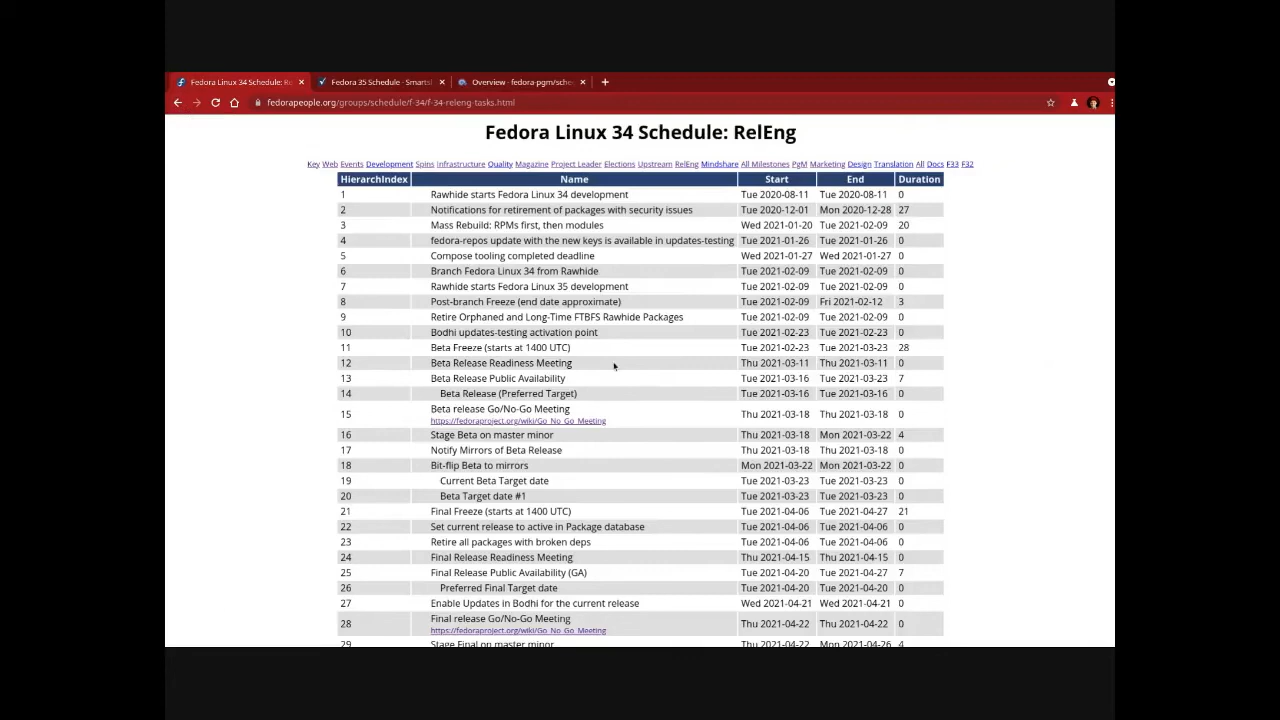 Fedora Linux 34 Schedule: Re
Fedora 35 Schedule - Smarts
Overview - fedora-pgm/sche
fedorapeople.org/groups/schedule/f-34/f-34-releng-tasks.html
Fedora Linux 34 Schedule: RelEng
Key Web Events Development Spins Infrastructure Quality Magazine Project Leader Elections Upstream RelEng Mindshare All Milestones PgM Marketing Design Translation All Docs F33 F32
HierarchIndex Name Start End Duration
1 Rawhide starts Fedora Linux 34 development Tue 2020-08-11 Tue 2020-08-11 0
2 Notifications for retirement of packages with security issues Tue 2020-12-01 Mon 2020-12-28 27
3 Mass Rebuild: RPMs first, then modules Wed 2021-01-20 Tue 2021-02-09 20
4 fedora-repos update with the new keys is available in updates-testing Tue 2021-01-26 Tue 2021-01-26 0
5 Compose tooling completed deadline Wed 2021-01-27 Wed 2021-01-27 0
6 Branch Fedora Linux 34 from Rawhide Tue 2021-02-09 Tue 2021-02-09 0
7 Rawhide starts Fedora Linux 35 development Tue 2021-02-09 Tue 2021-02-09 0
8 Post-branch Freeze (end date approximate) Tue 2021-02-09 Fri 2021-02-12 3
9 Retire Orphaned and Long-Time FTBFS Rawhide Packages Tue 2021-02-09 Tue 2021-02-09 0
10 Bodhi updates-testing activation point Tue 2021-02-23 Tue 2021-02-23 0
11 Beta Freeze (starts at 1400 UTC) Tue 2021-02-23 Tue 2021-03-23 28
12 Beta Release Readiness Meeting Thu 2021-03-11 Thu 2021-03-11 0
13 Beta Release Public Availability Tue 2021-03-16 Tue 2021-03-23 7
14 Beta Release (Preferred Target) Tue 2021-03-16 Tue 2021-03-16 0
15 Beta release Go/No-Go Meeting Thu 2021-03-18 Thu 2021-03-18 0
https://fedoraproject.org/wiki/Go_No_Go_Meeting
16 Stage Beta on master minor Thu 2021-03-18 Mon 2021-03-22 4
17 Notify Mirrors of Beta Release Thu 2021-03-18 Thu 2021-03-18 0
18 Bit-flip Beta to mirrors Mon 2021-03-22 Mon 2021-03-22 0
19 Current Beta Target date Tue 2021-03-23 Tue 2021-03-23 0
20 Beta Target date #1 Tue 2021-03-23 Tue 2021-03-23 0
21 Final Freeze (starts at 1400 UTC) Tue 2021-04-06 Tue 2021-04-27 21
22 Set current release to active in Package database Tue 2021-04-06 Tue 2021-04-06 0
23 Retire all packages with broken deps Tue 2021-04-06 Tue 2021-04-06 0
24 Final Release Readiness Meeting Thu 2021-04-15 Thu 2021-04-15 0
25 Final Release Public Availability (GA) Tue 2021-04-20 Tue 2021-04-27 7
26 Preferred Final Target date Tue 2021-04-20 Tue 2021-04-20 0
27 Enable Updates in Bodhi for the current release Wed 2021-04-21 Wed 2021-04-21 0
28 Final release Go/No-Go Meeting Thu 2021-04-22 Thu 2021-04-22 0
https://fedoraproject.org/wiki/Go_No_Go_Meeting
29 Stage Final on master minor Thu 2021-04-22 Mon 2021-04-26 4